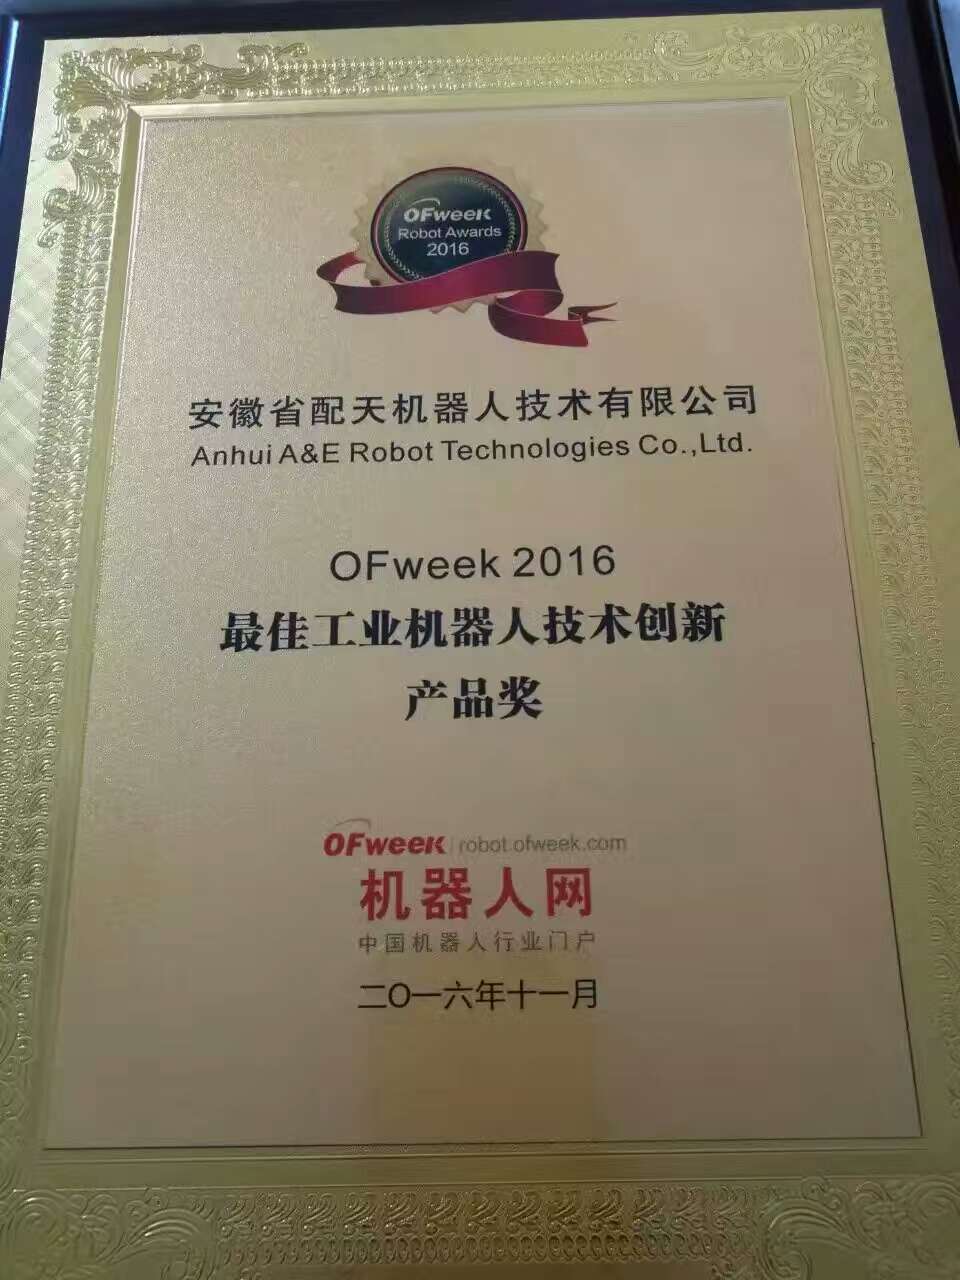 OFweek
Robot Awards
2016
安徽省配天机器人技术有限公司
Anhui A&E Robot Technologies Co.,Ltd.
OFweek 2016
最佳工业机器人技术创新
产品奖
OFweek robot.ofweek.com
机器人网
中国机器人行业门户
二〇一六年十一月